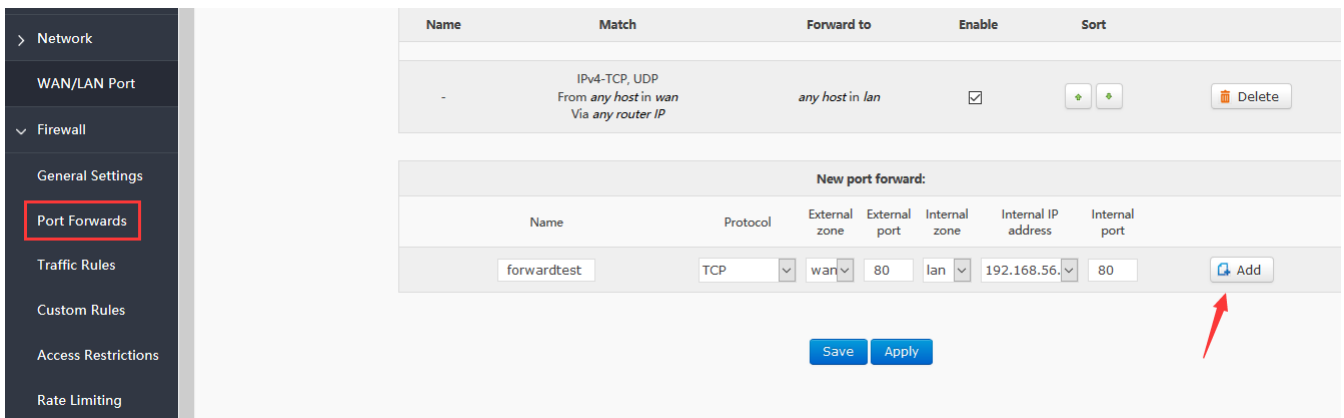 Network
WAN/LAN Port
Firewall
General Settings
Port Forwards
Traffic Rules
Custom Rules
Access Restrictions
Rate Limiting
Name Match Forward to Enable Sort
IPv4-TCP, UDP
- From any host in wan any host in lan Delete
Via any router IP
New port forward:
Name Protocol External zone External port Internal zone Internal IP address Internal port
forwardtest TCP wan 80 lan 192.168.56. 80 Add
Save Apply